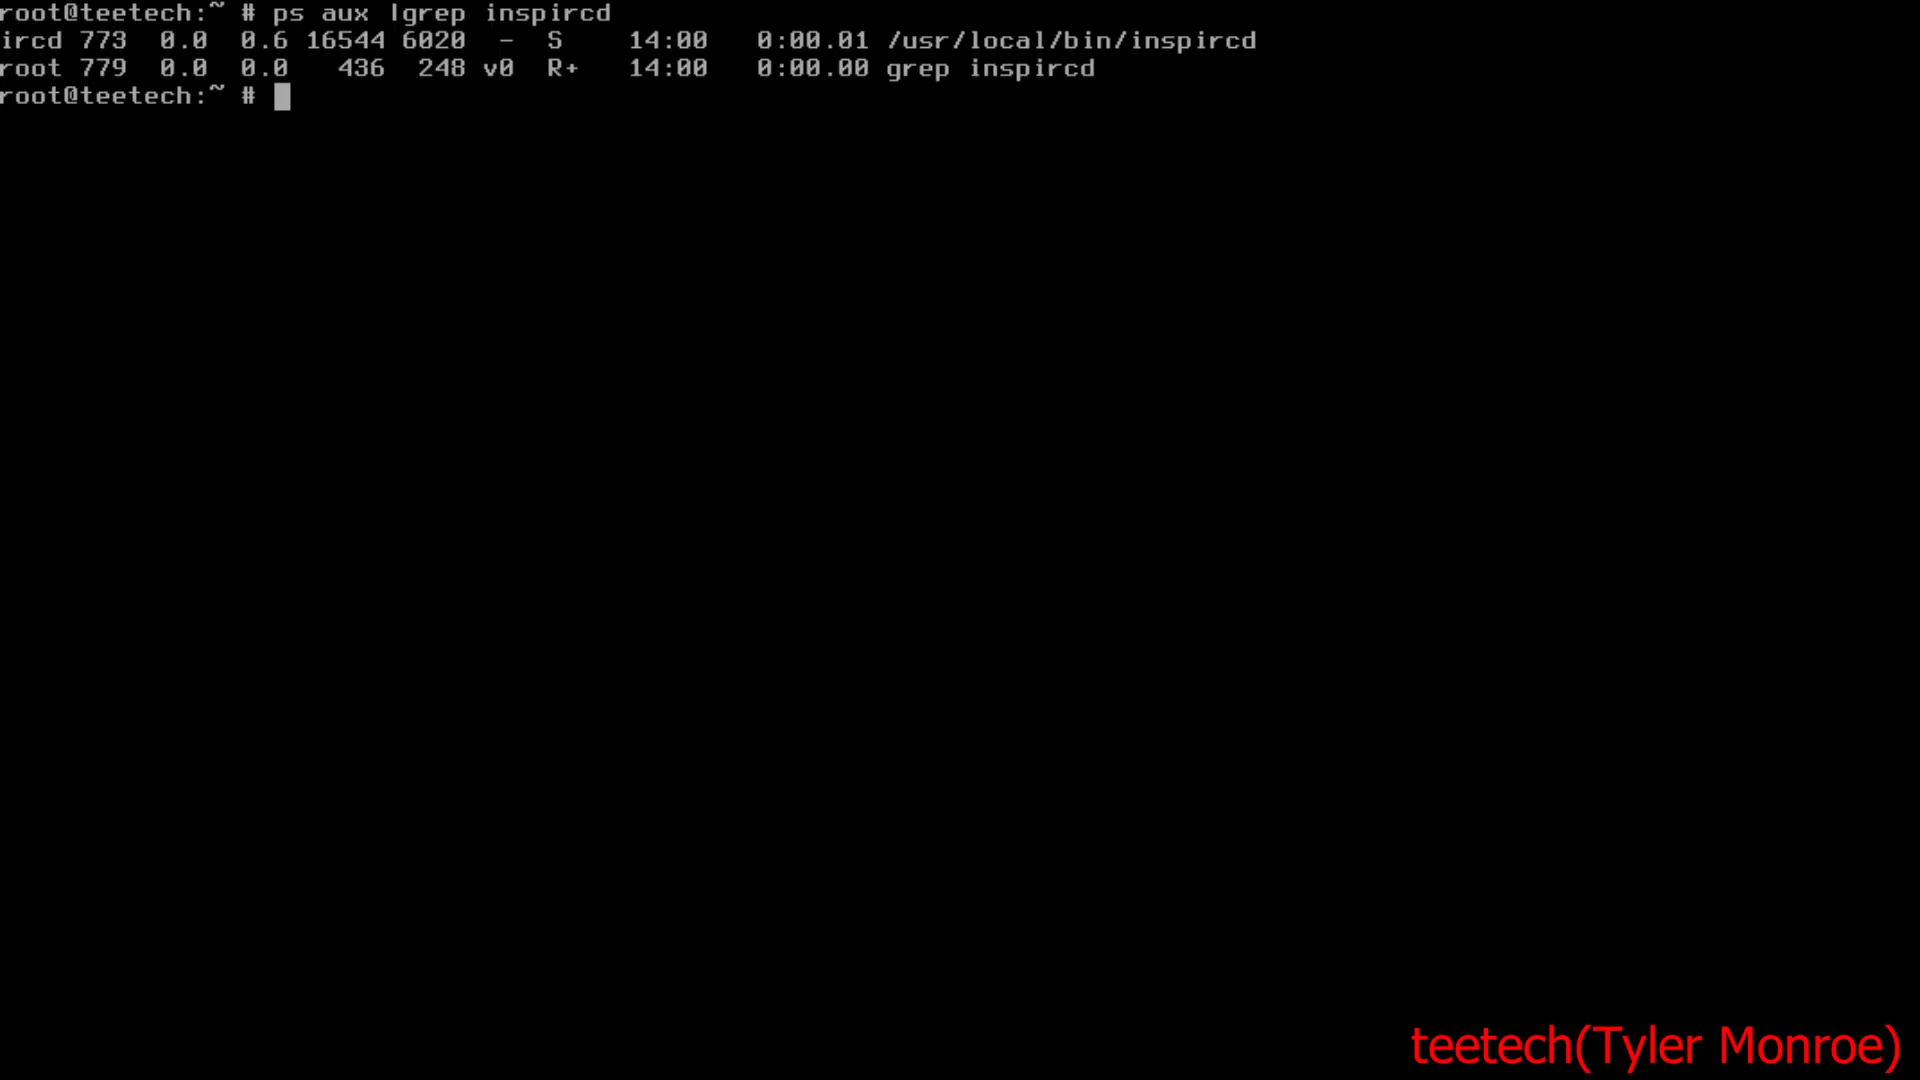 root@teetech:~ # ps aux |grep inspircd
ircd 773  0.0  0.6 16544 6020  -  S    14:00   0:00.01 /usr/local/bin/inspircd
root 779  0.0  0.0   436  248 v0  R+   14:00   0:00.00 grep inspircd
root@teetech:~ #
teetech(Tyler Monroe)